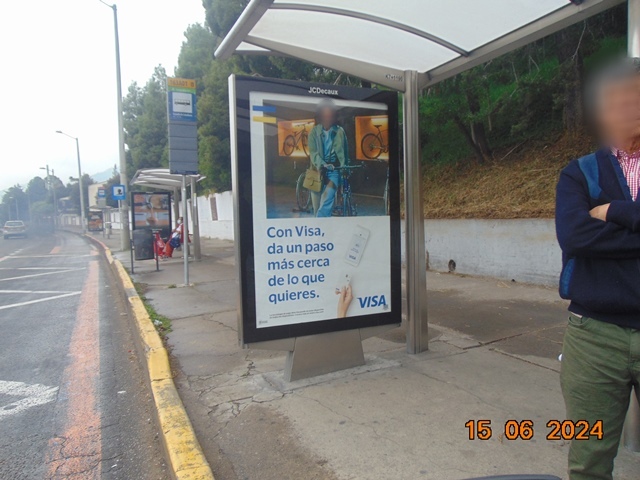 JCDecaux
Con Visa,
da un paso
más cerca
de lo que
quieres.
VISA
15 06 2024